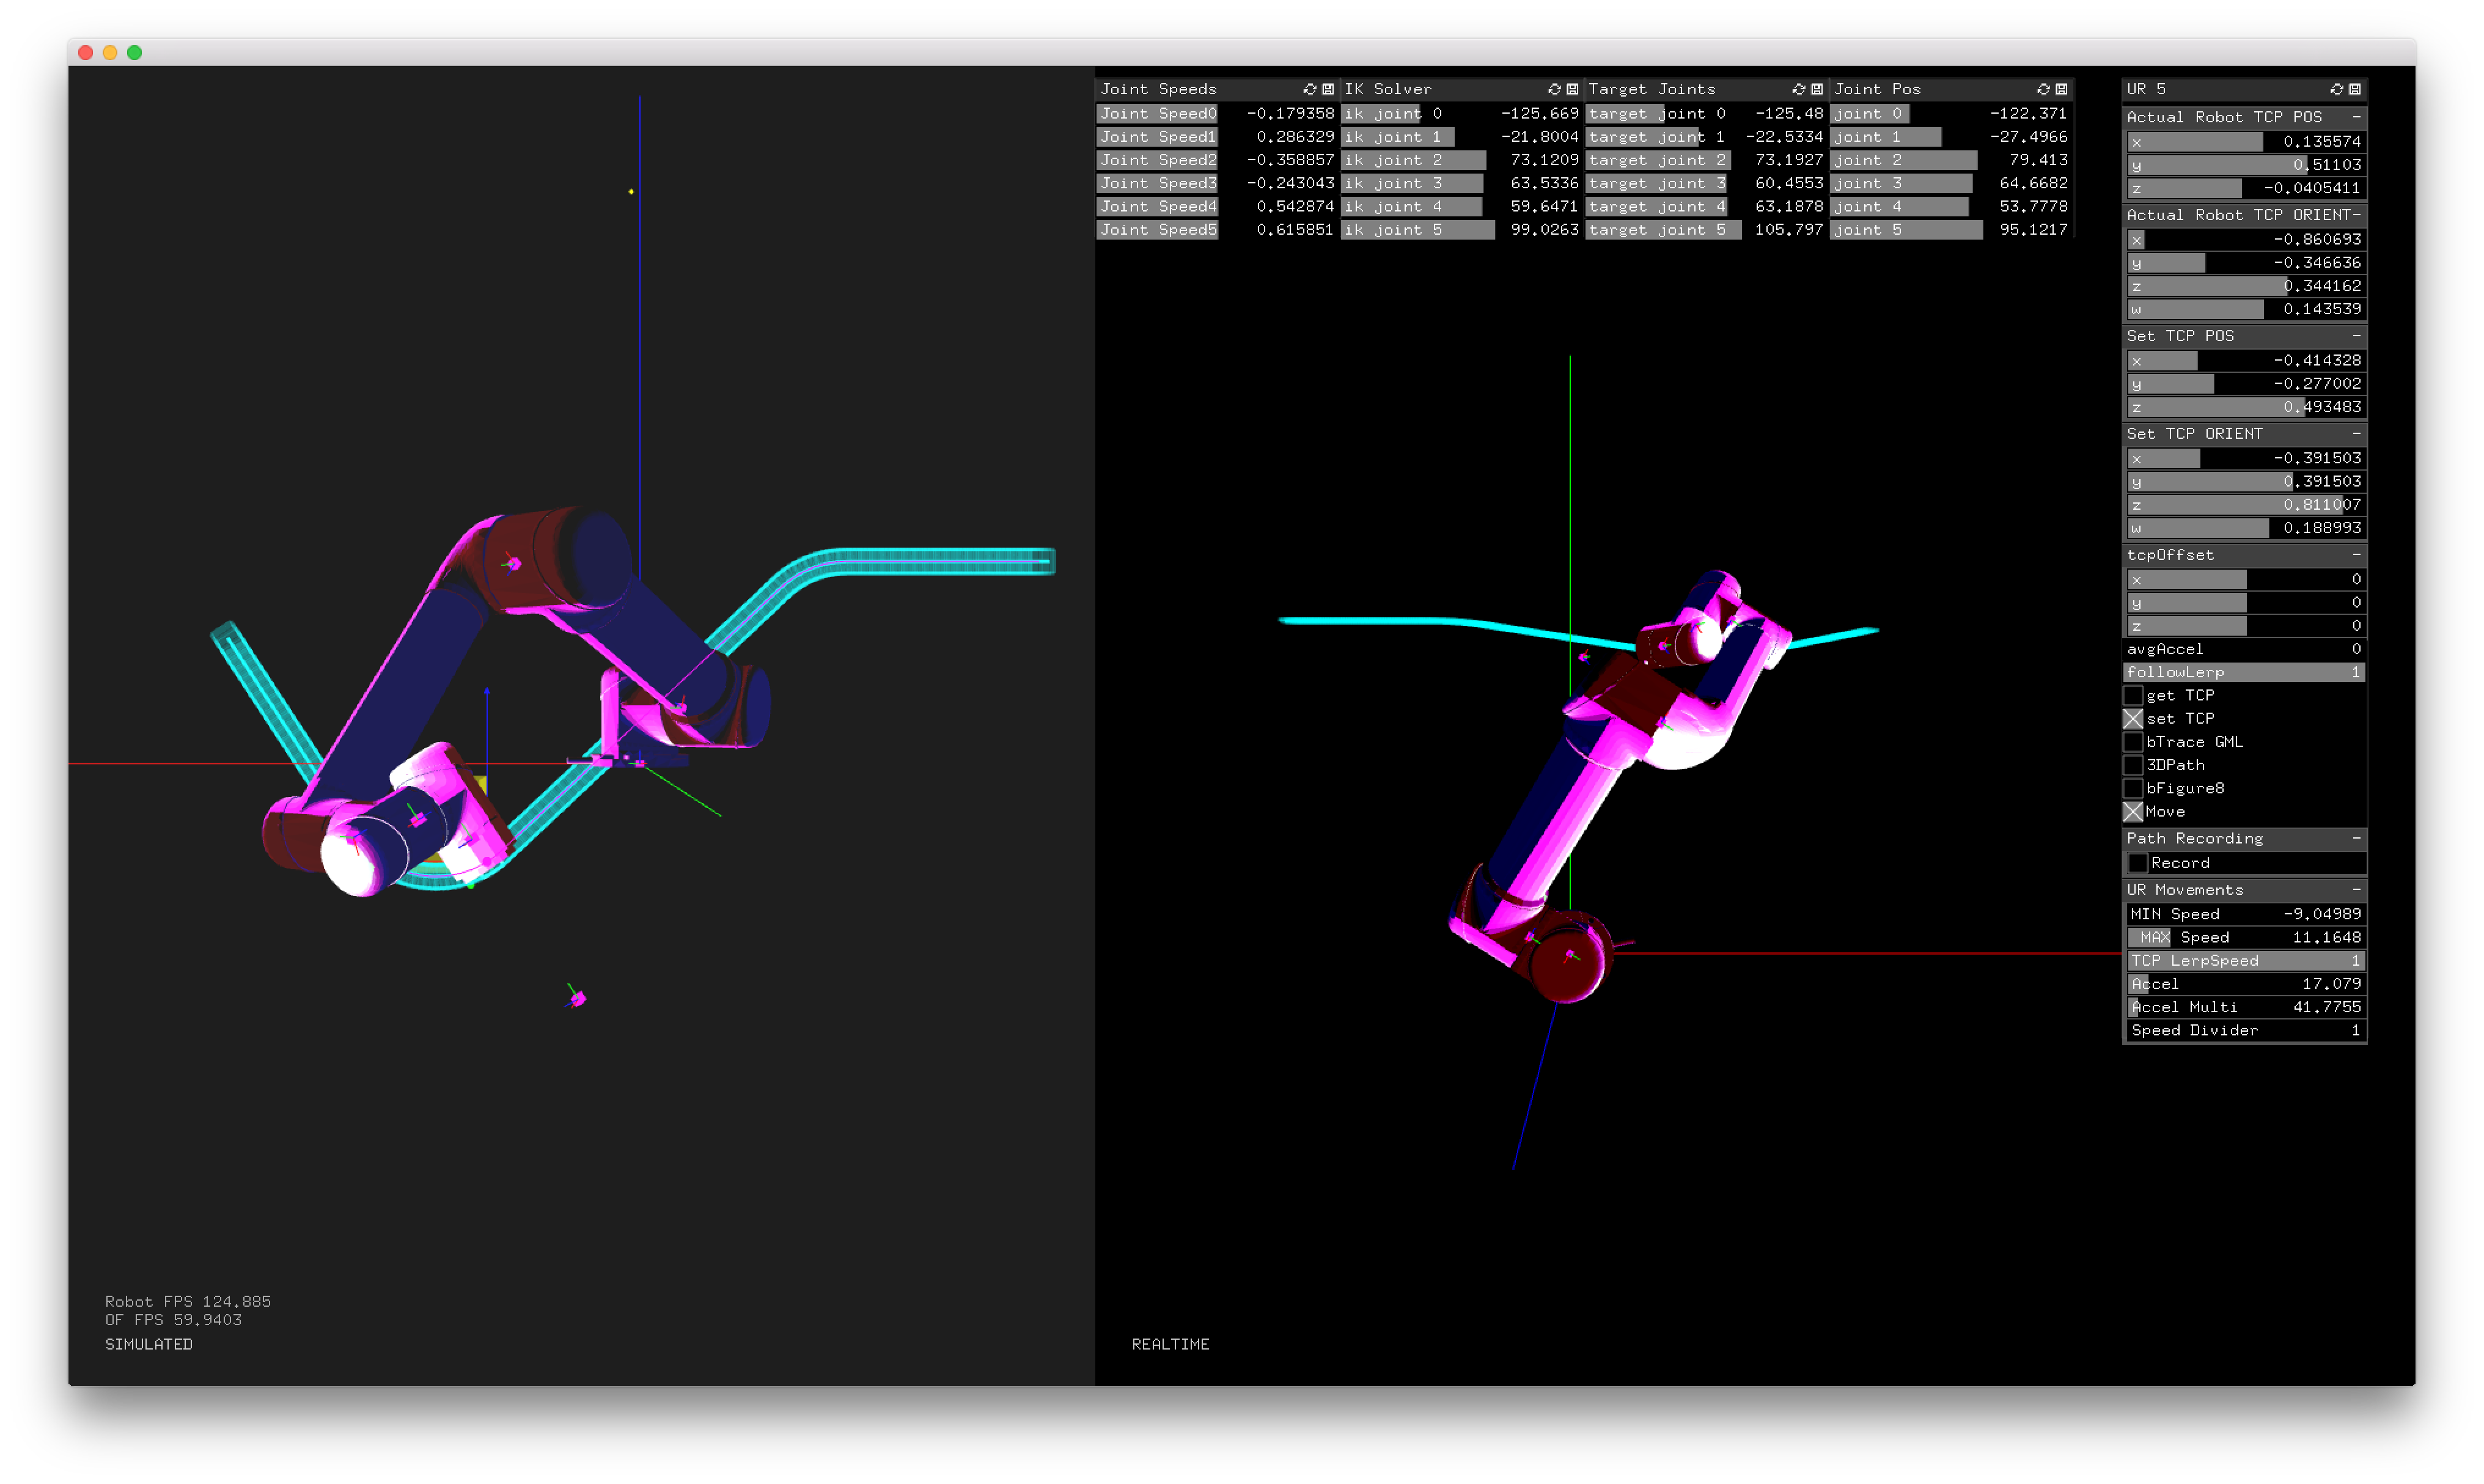 Joint Speeds
Joint Speed0 -0.179358
Joint Speed1 0.286329
Joint Speed2 -0.358857
Joint Speed3 -0.243043
Joint Speed4 0.542874
Joint Speed5 0.615851
IK Solver
ik joint 0 -125.669
ik joint 1 -21.8004
ik joint 2 73.1209
ik joint 3 63.5336
ik joint 4 59.6471
ik joint 5 99.0263
Target Joints
target joint 0 -125.48
target joint 1 -22.5334
target joint 2 73.1927
target joint 3 60.4553
target joint 4 63.1878
target joint 5 105.797
Joint Pos
joint 0 -122.371
joint 1 -27.4966
joint 2 79.413
joint 3 64.6682
joint 4 53.7778
joint 5 95.1217
UR 5
Actual Robot TCP POS -
x 0.135574
y 0.51103
z -0.0405411
Actual Robot TCP ORIENT-
x -0.860693
y -0.346636
z 0.344162
w 0.143539
Set TCP POS -
x -0.414328
y -0.277002
z 0.493483
Set TCP ORIENT -
x -0.391503
y 0.391503
z 0.811007
w 0.188993
tcpOffset -
x 0
y 0
z 0
avgAccel 0
followLerp 1
get TCP
set TCP
bTrace GML
3DPath
bFigure8
Move
Path Recording -
Record
UR Movements -
MIN Speed -9.04989
MAX Speed 11.1648
TCP LerpSpeed 1
Accel 17.079
Accel Multi 41.7755
Speed Divider 1
Robot FPS 124.885
OF FPS 59.9403
SIMULATED
REALTIME